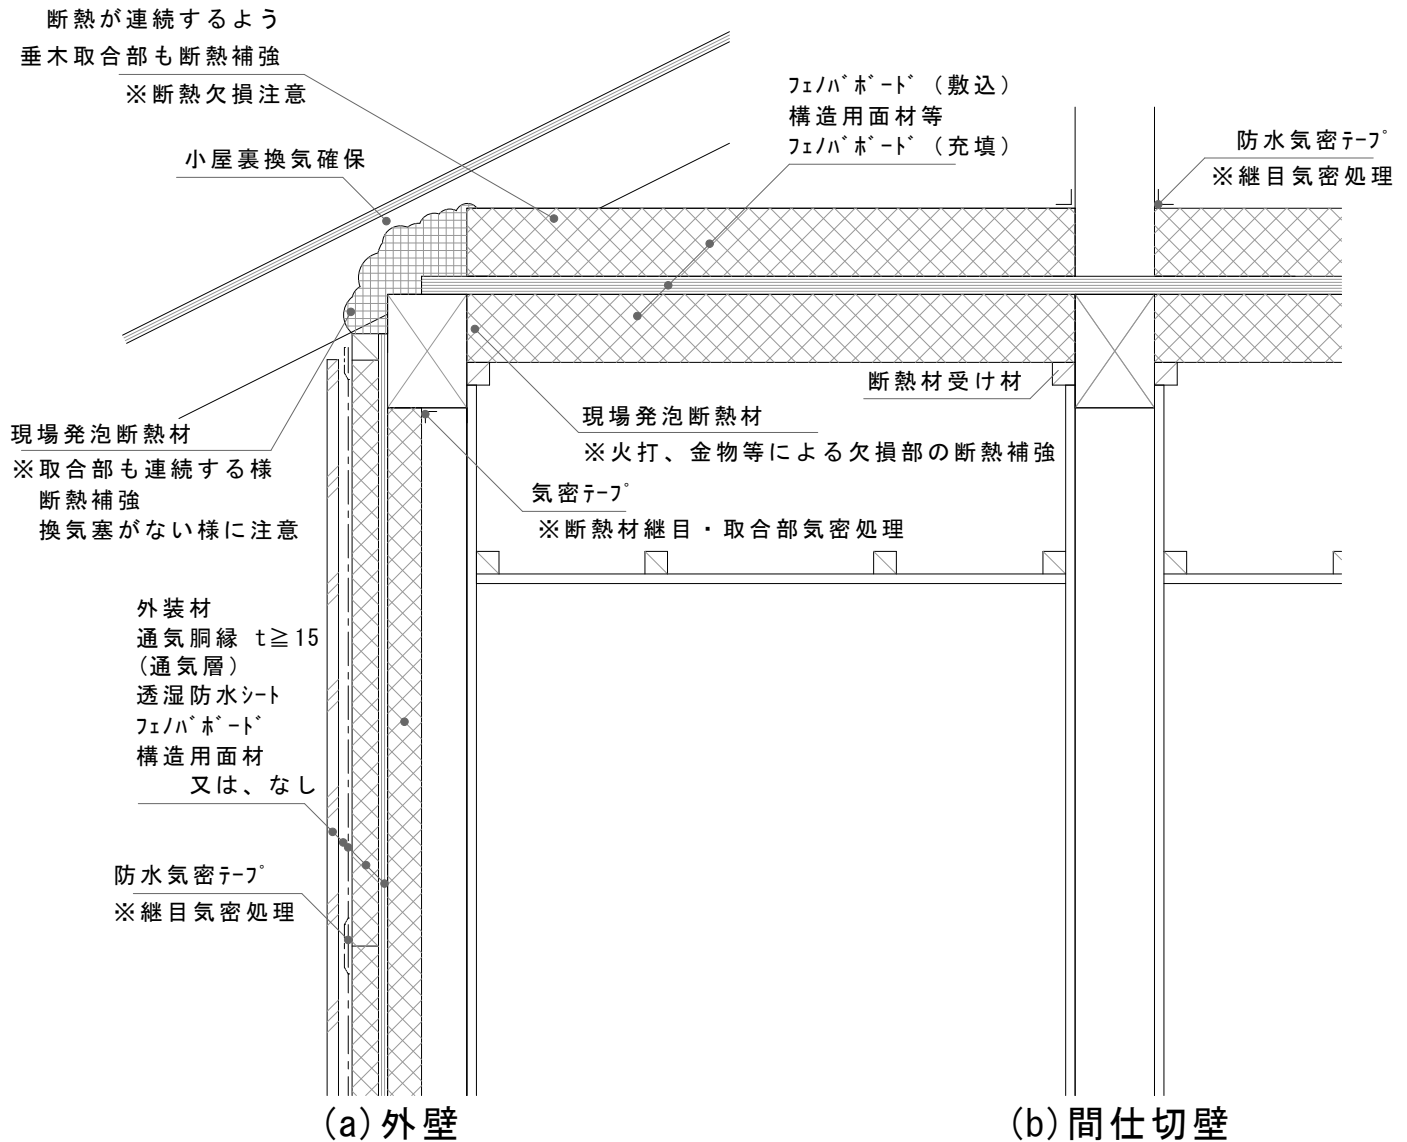 断熱が連続するよう
垂木取合部も断熱補強
※断熱欠損注意
小屋裏換気確保
ﾌｪﾉﾊﾞﾎﾞｰﾄﾞ（敷込）
構造用面材等
ﾌｪﾉﾊﾞﾎﾞｰﾄﾞ（充填）
防水気密ﾃｰﾌﾟ
※継目気密処理
断熱材受け材
現場発泡断熱材
※火打、金物等による欠損部の断熱補強
現場発泡断熱材
※取合部も連続する様
断熱補強
換気塞がない様に注意
気密ﾃｰﾌﾟ
※断熱材継目・取合部気密処理
外装材
通気胴縁 t≧15
(通気層)
透湿防水ｼｰﾄ
ﾌｪﾉﾊﾞﾎﾞｰﾄﾞ
構造用面材
又は、なし
防水気密ﾃｰﾌﾟ
※継目気密処理
(a)外壁
(b)間仕切壁